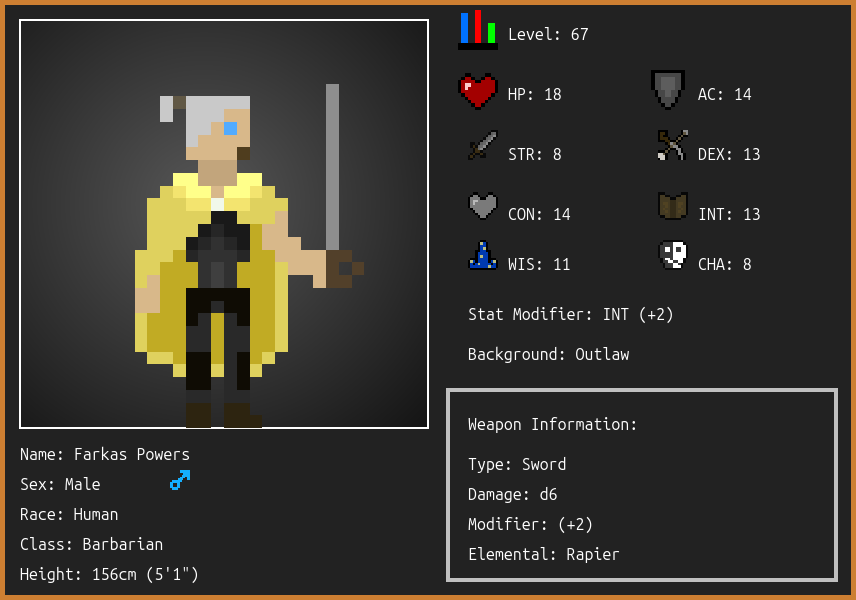 Level: 67
HP: 18
AC: 14
STR: 8
DEX: 13
CON: 14
INT: 13
WIS: 11
CHA: 8
Stat Modifier: INT (+2)
Background: Outlaw
Weapon Information:
Type: Sword
Damage: d6
Modifier: (+2)
Elemental: Rapier
Name: Farkas Powers
Sex: Male
Race: Human
Class: Barbarian
Height: 156cm (5'1")